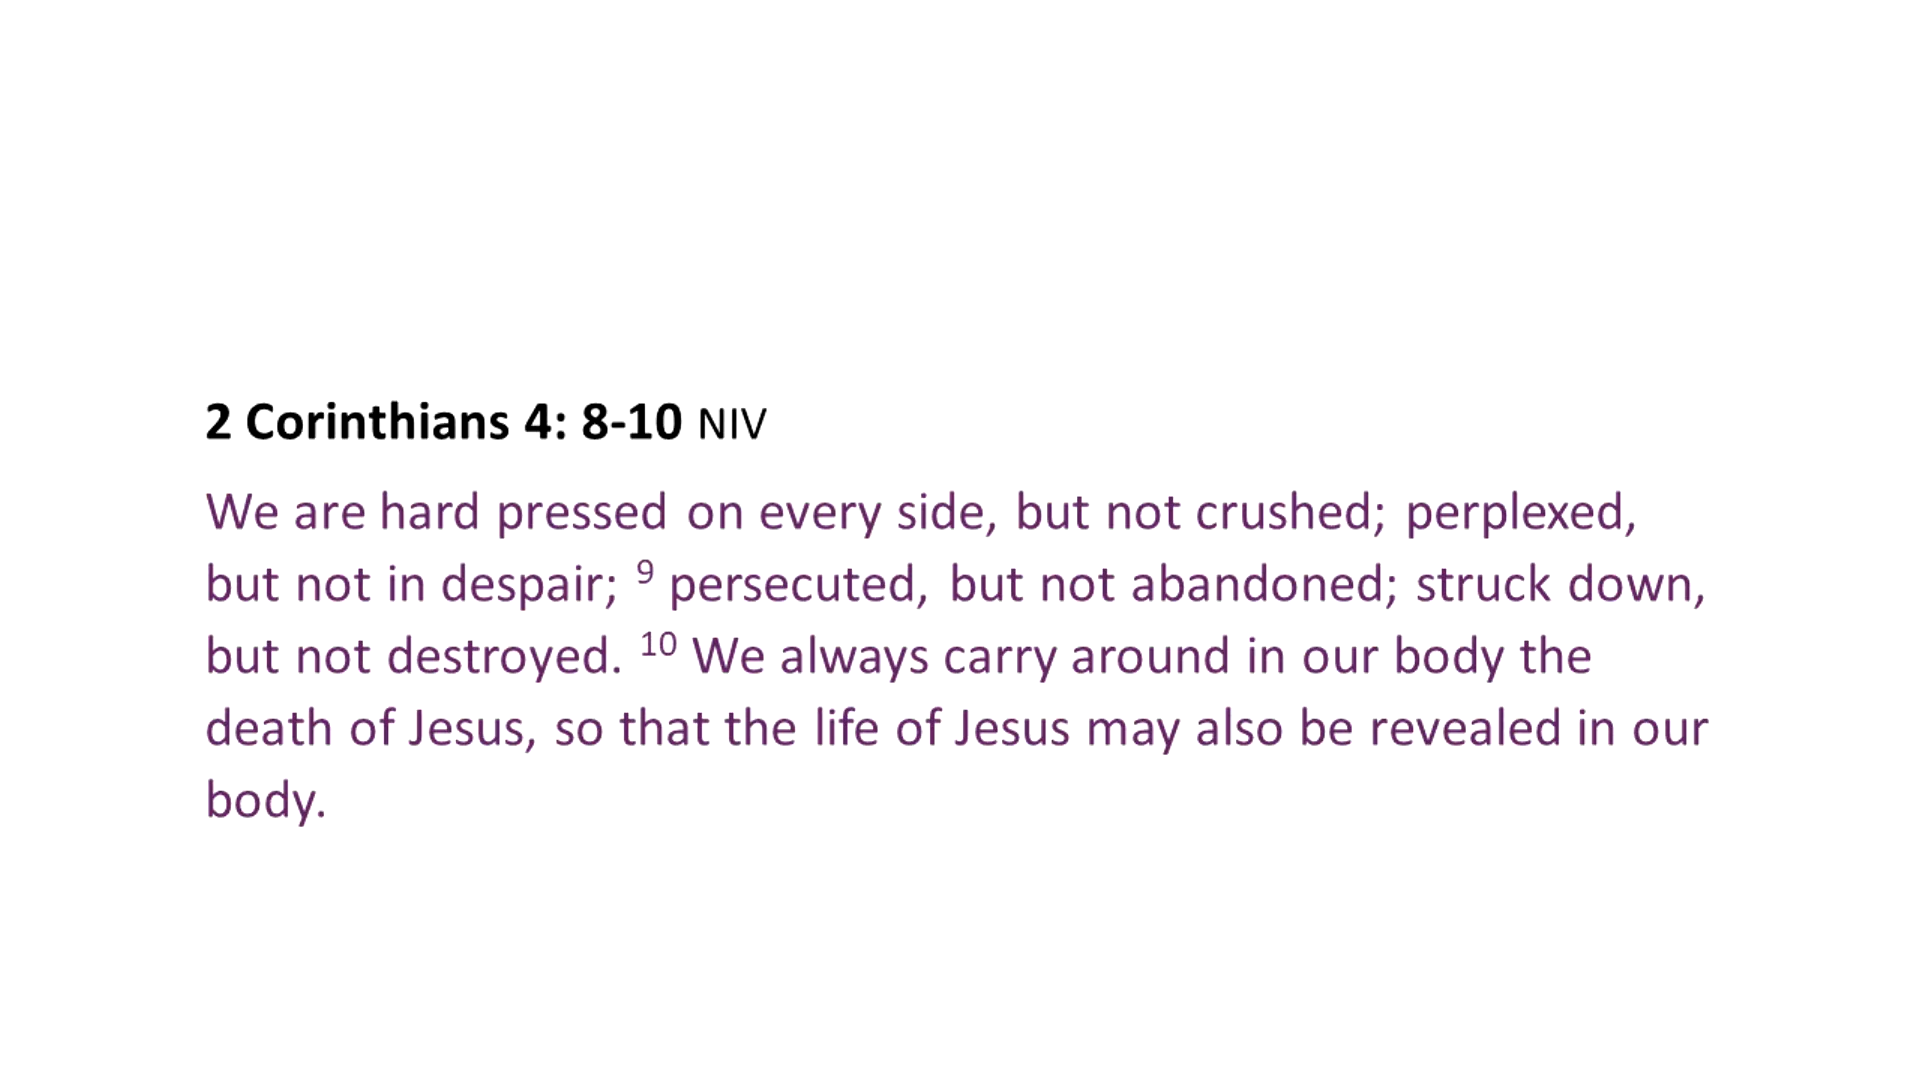 2 Corinthians 4: 8-10 NIV
We are hard pressed on every side, but not crushed; perplexed,
but not in despair; 9 persecuted, but not abandoned; struck down,
but not destroyed. 10 We always carry around in our body the
death of Jesus, so that the life of Jesus may also be revealed in our
body.